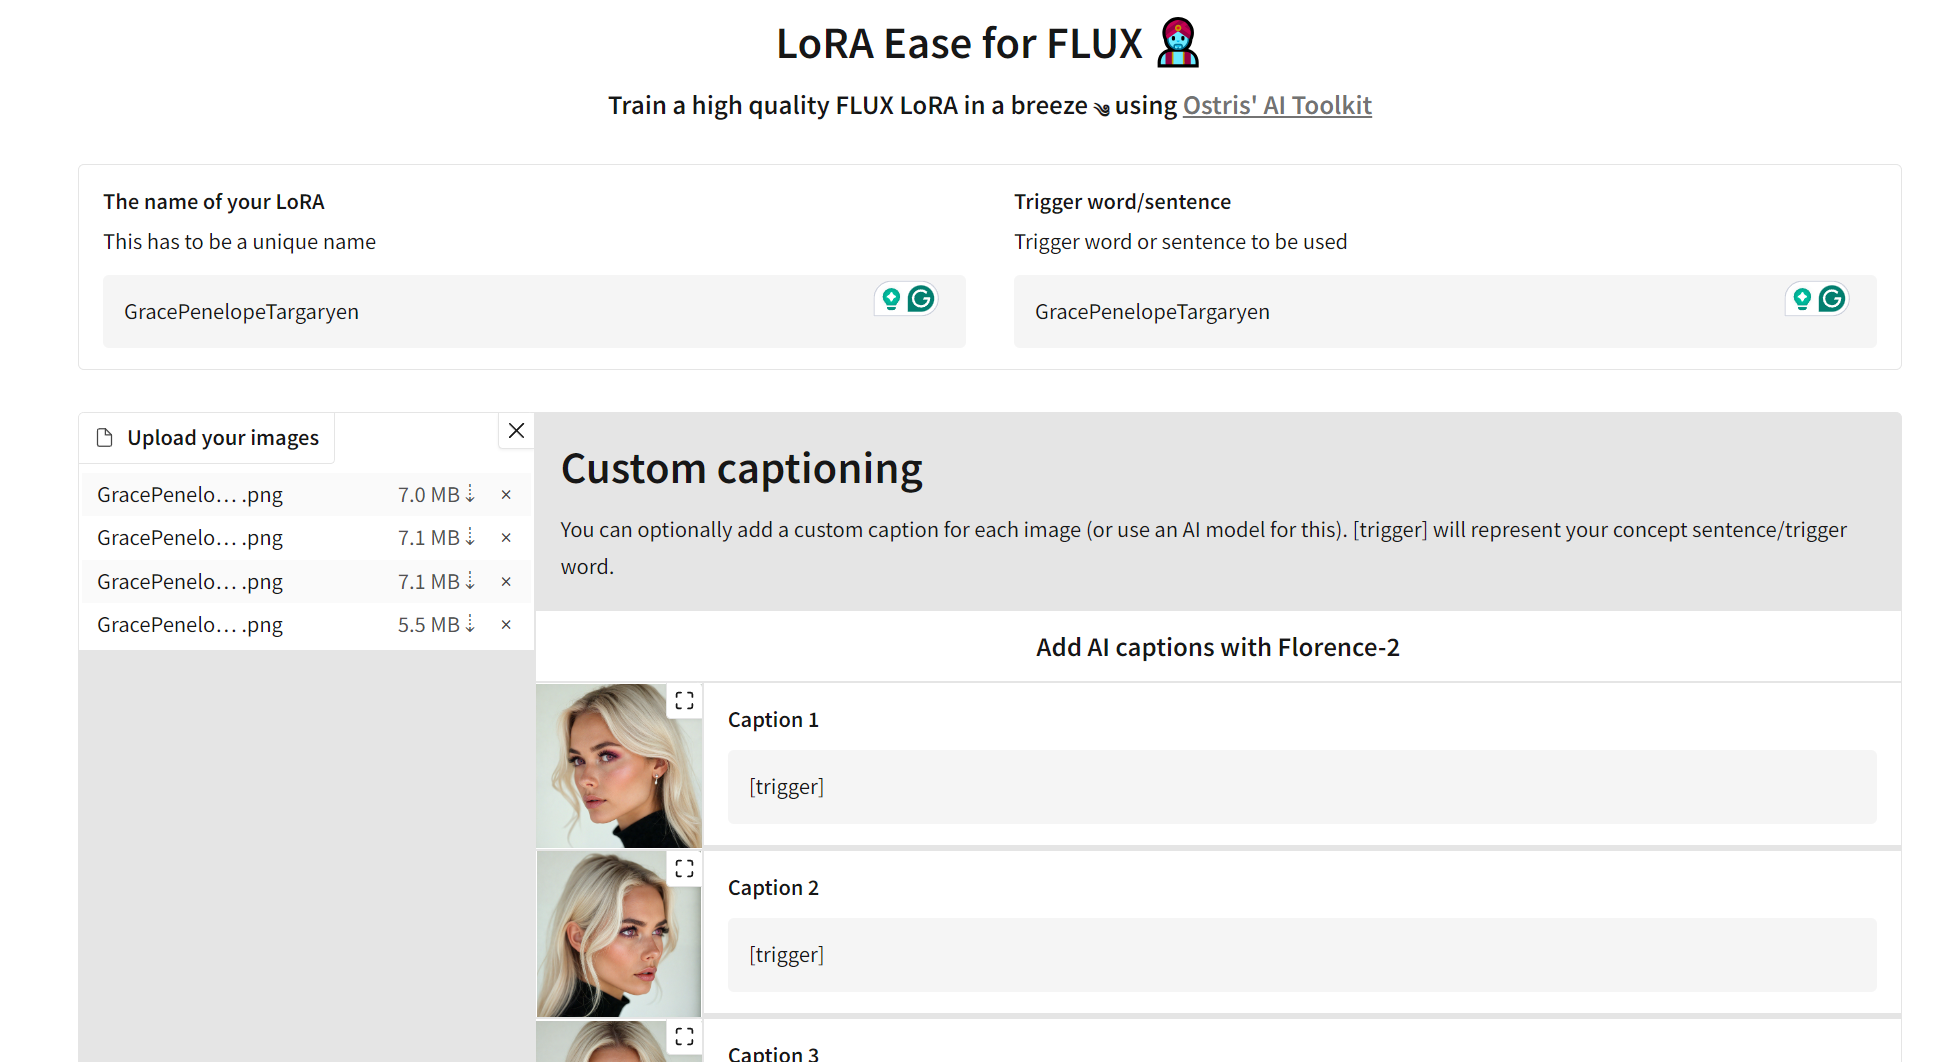 LoRA Ease for FLUX
Train a high quality FLUX LoRA in a breeze using Ostris' AI Toolkit
The name of your LoRA
This has to be a unique name
GracePenelopeTargaryen
Trigger word/sentence
Trigger word or sentence to be used
GracePenelopeTargaryen
Upload your images
GracePenelo... .png 7.0 MB ⇣ ×
GracePenelo... .png 7.1 MB ⇣ ×
GracePenelo... .png 7.1 MB ⇣ ×
GracePenelo... .png 5.5 MB ⇣ ×
Custom captioning
You can optionally add a custom caption for each image (or use an AI model for this). [trigger] will represent your concept sentence/trigger
word.
Add AI captions with Florence-2
Caption 1
[trigger]
Caption 2
[trigger]
Caption 3